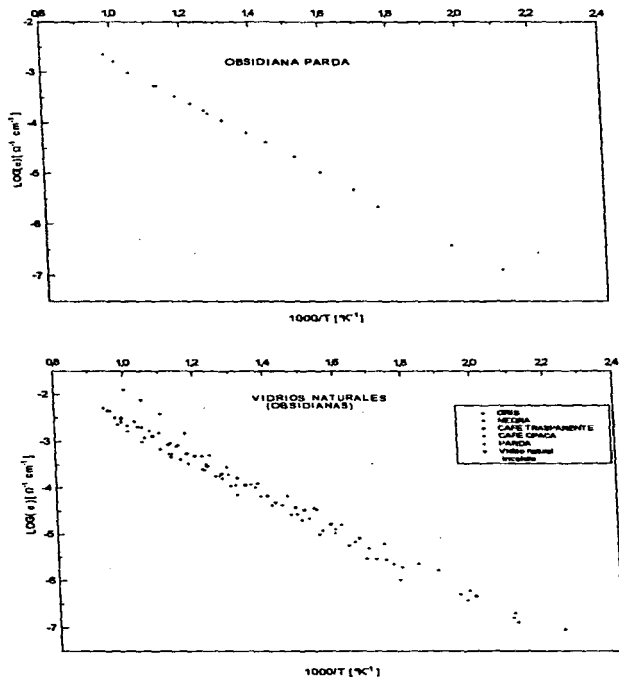 0,8 1,0 1,2 1,4 1,6 1,8 2,0 2,2 2,4
-2
-3
-4
-5
-6
-7
LOG(σ) [Ω⁻¹ cm⁻¹]
OBSIDIANA PARDA
1000/T [°K⁻¹]
0,8 1,0 1,2 1,4 1,6 1,8 2,0 2,2 2,4
-2
-3
-4
-5
-6
-7
LOG(σ) [Ω⁻¹ cm⁻¹]
VIDRIOS NATURALES
(OBSIDIANAS)
GRIS
NEGRA
CAFE TRASPARENTE
CAFE OPACA
PARDA
Vidrio natural
incoloro
1000/T [°K⁻¹]